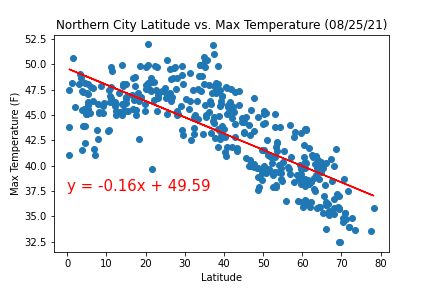 Northern City Latitude vs. Max Temperature (08/25/21)
52.5
50.0
47.5
45.0
42.5
40.0
37.5
35.0
32.5
Max Temperature (F)
y = -0.16x + 49.59
0 10 20 30 40 50 60 70 80
Latitude